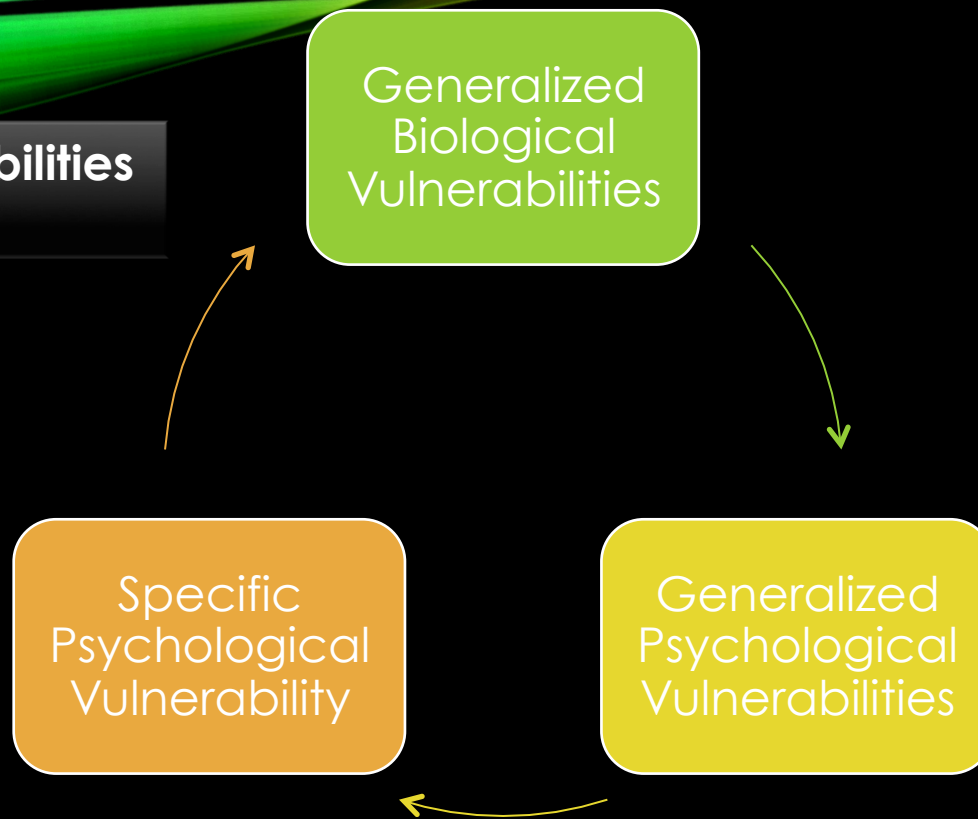 Generalized
Biological
Vulnerabilities
bilities
Specific
Psychological
Vulnerability
Generalized
Psychological
Vulnerabilities